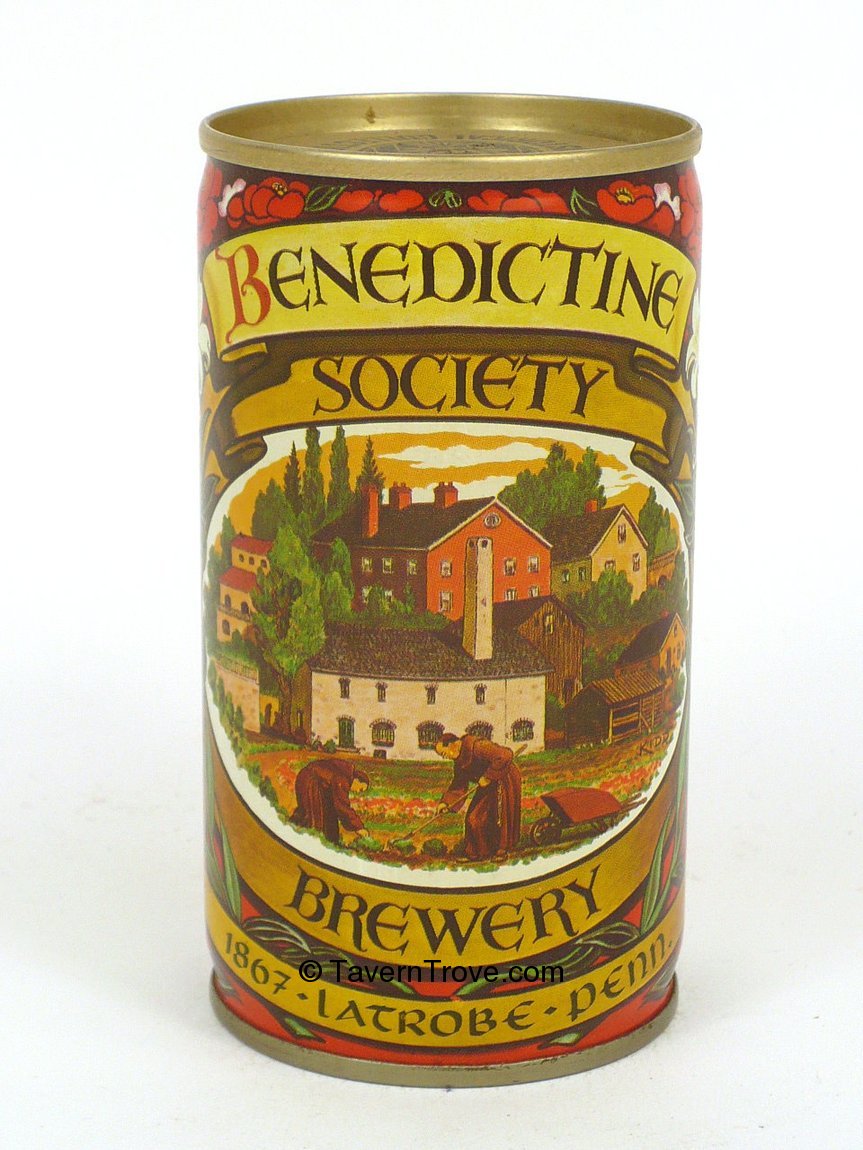 BENEDICTINE
SOCIETY
BREWERY
© TavernTrove.com
1867 · LATROBE · PENN.